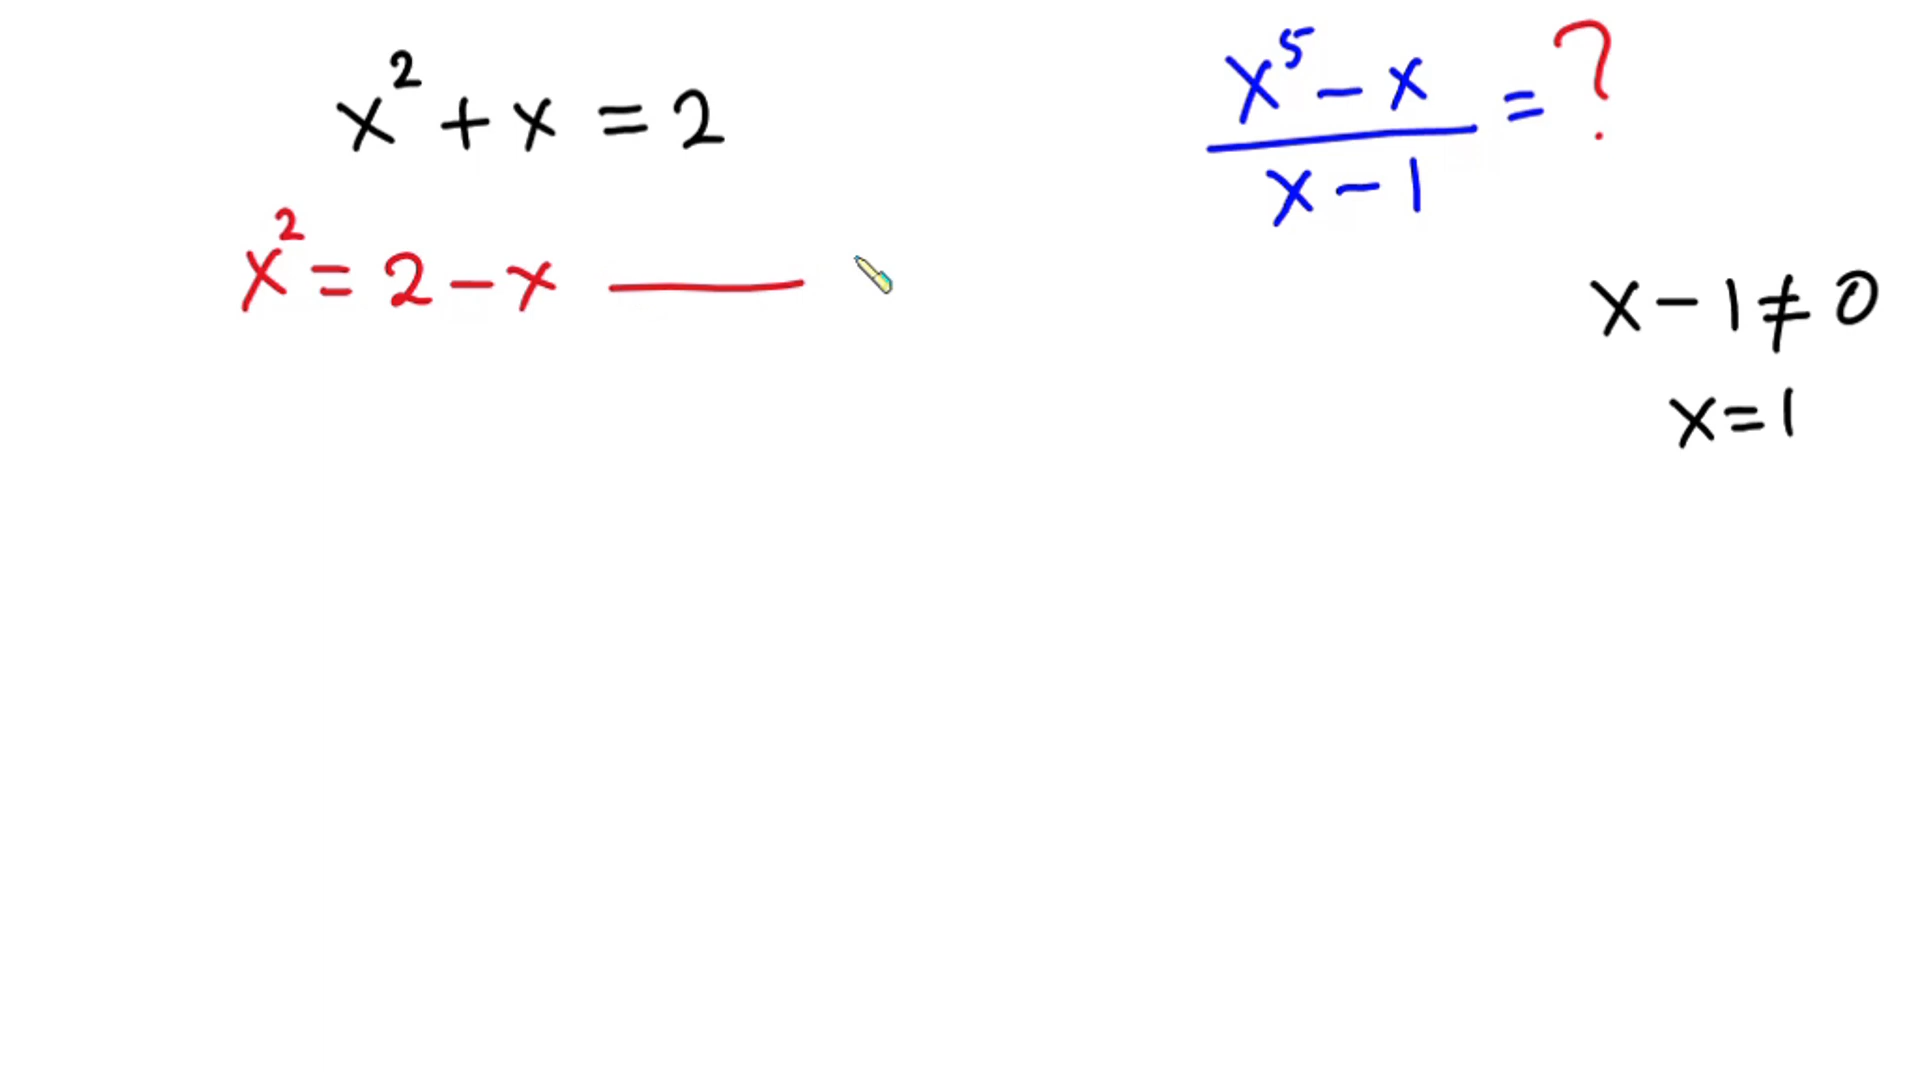 x² + x = 2
x⁵ - x / x - 1 = ?
x² = 2 - x
x - 1 ≠ 0
x = 1